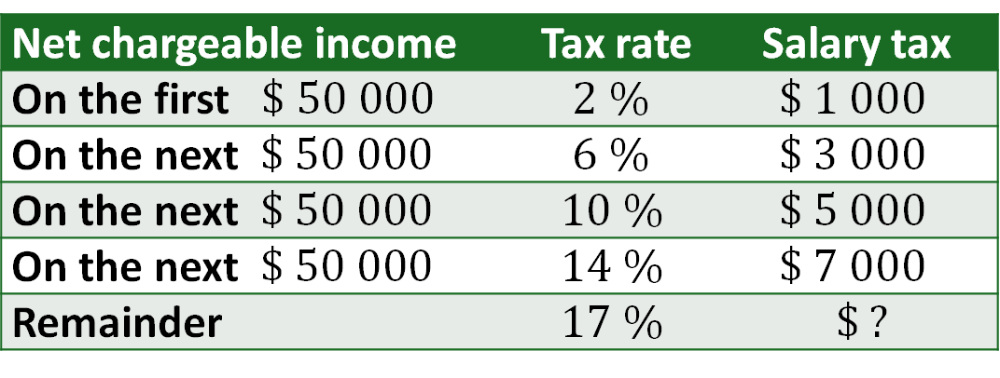 Net chargeable income Tax rate Salary tax
On the first $ 50 000 2 % $ 1 000
On the next $ 50 000 6 % $ 3 000
On the next $ 50 000 10 % $ 5 000
On the next $ 50 000 14 % $ 7 000
Remainder 17 % $ ?